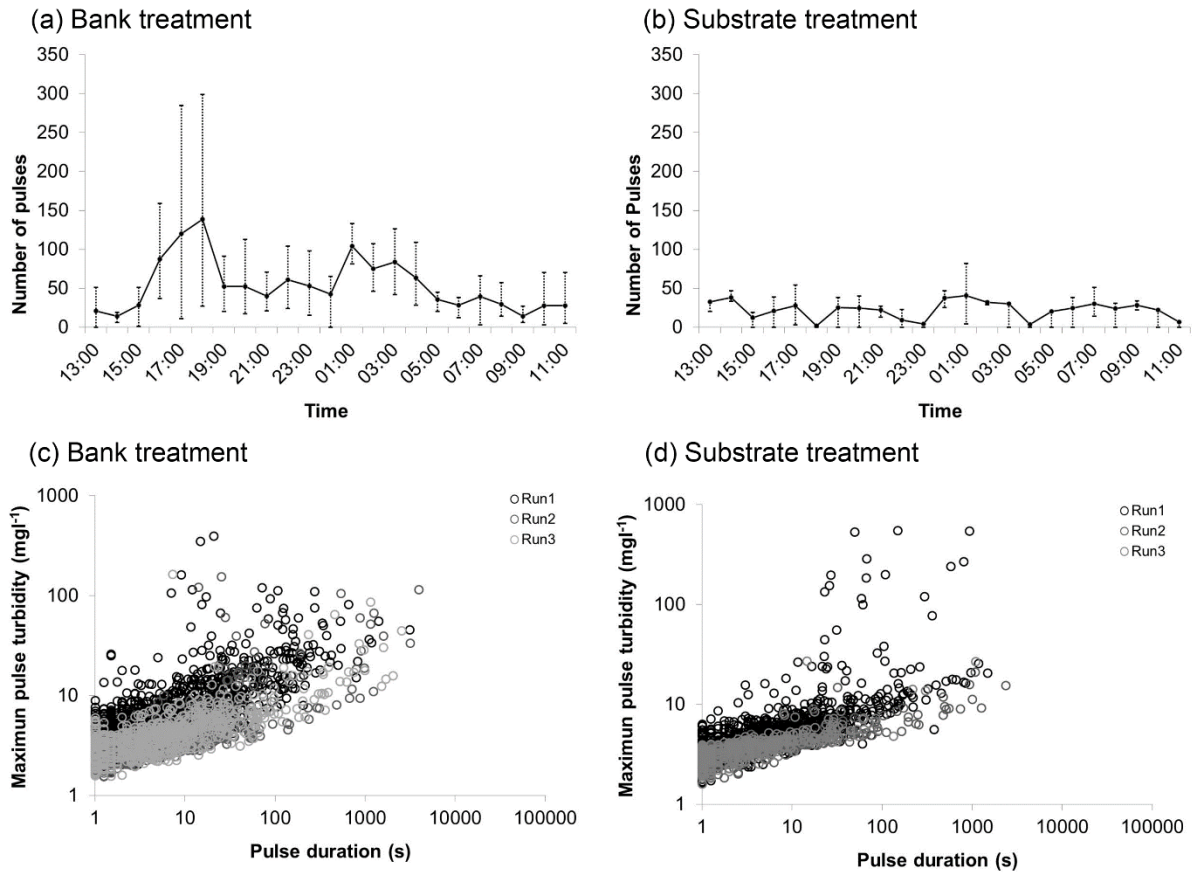 (a) Bank treatment
350
300
250
200
150
100
50
0
Number of pulses
13:00
15:00
17:00
19:00
21:00
23:00
01:00
03:00
05:00
07:00
09:00
11:00
Time
(b) Substrate treatment
350
300
250
200
150
100
50
0
Number of Pulses
13:00
15:00
17:00
19:00
21:00
23:00
01:00
03:00
05:00
07:00
09:00
11:00
Time
(c) Bank treatment
1000
100
10
1
Maximun pulse turbidity (mgl⁻¹)
Run1
Run2
Run3
1 10 100 1000 10000 100000
Pulse duration (s)
(d) Substrate treatment
1000
100
10
1
Maximun pulse turbidity (mgl⁻¹)
Run1
Run2
Run3
1 10 100 1000 10000 100000
Pulse duration (s)